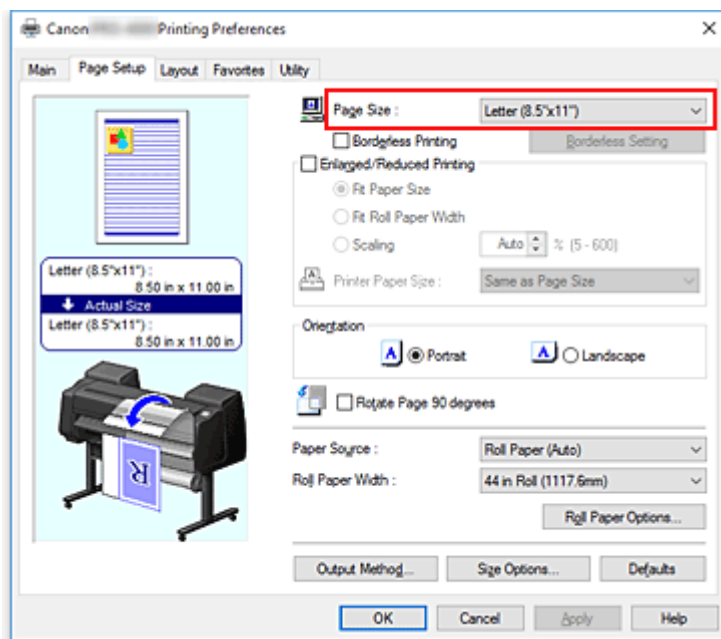 Canon Printing Preferences
Main Page Setup Layout Favorites Utility
Page Size : Letter (8.5"x11")
Borderless Printing Borderless Setting
Enlarged/Reduced Printing
Fit Paper Size
Fit Roll Paper Width
Scaling Auto % (5 - 600)
Printer Paper Size : Same as Page Size
Letter (8.5"x11") :
8.50 in x 11.00 in
Actual Size
Letter (8.5"x11") :
8.50 in x 11.00 in
Orientation
A Portrait A Landscape
Rotate Page 90 degrees
R
Paper Source : Roll Paper (Auto)
Roll Paper Width : 44 in Roll (1117.6mm)
Roll Paper Options...
Output Method... Size Options... Defaults
OK Cancel Apply Help